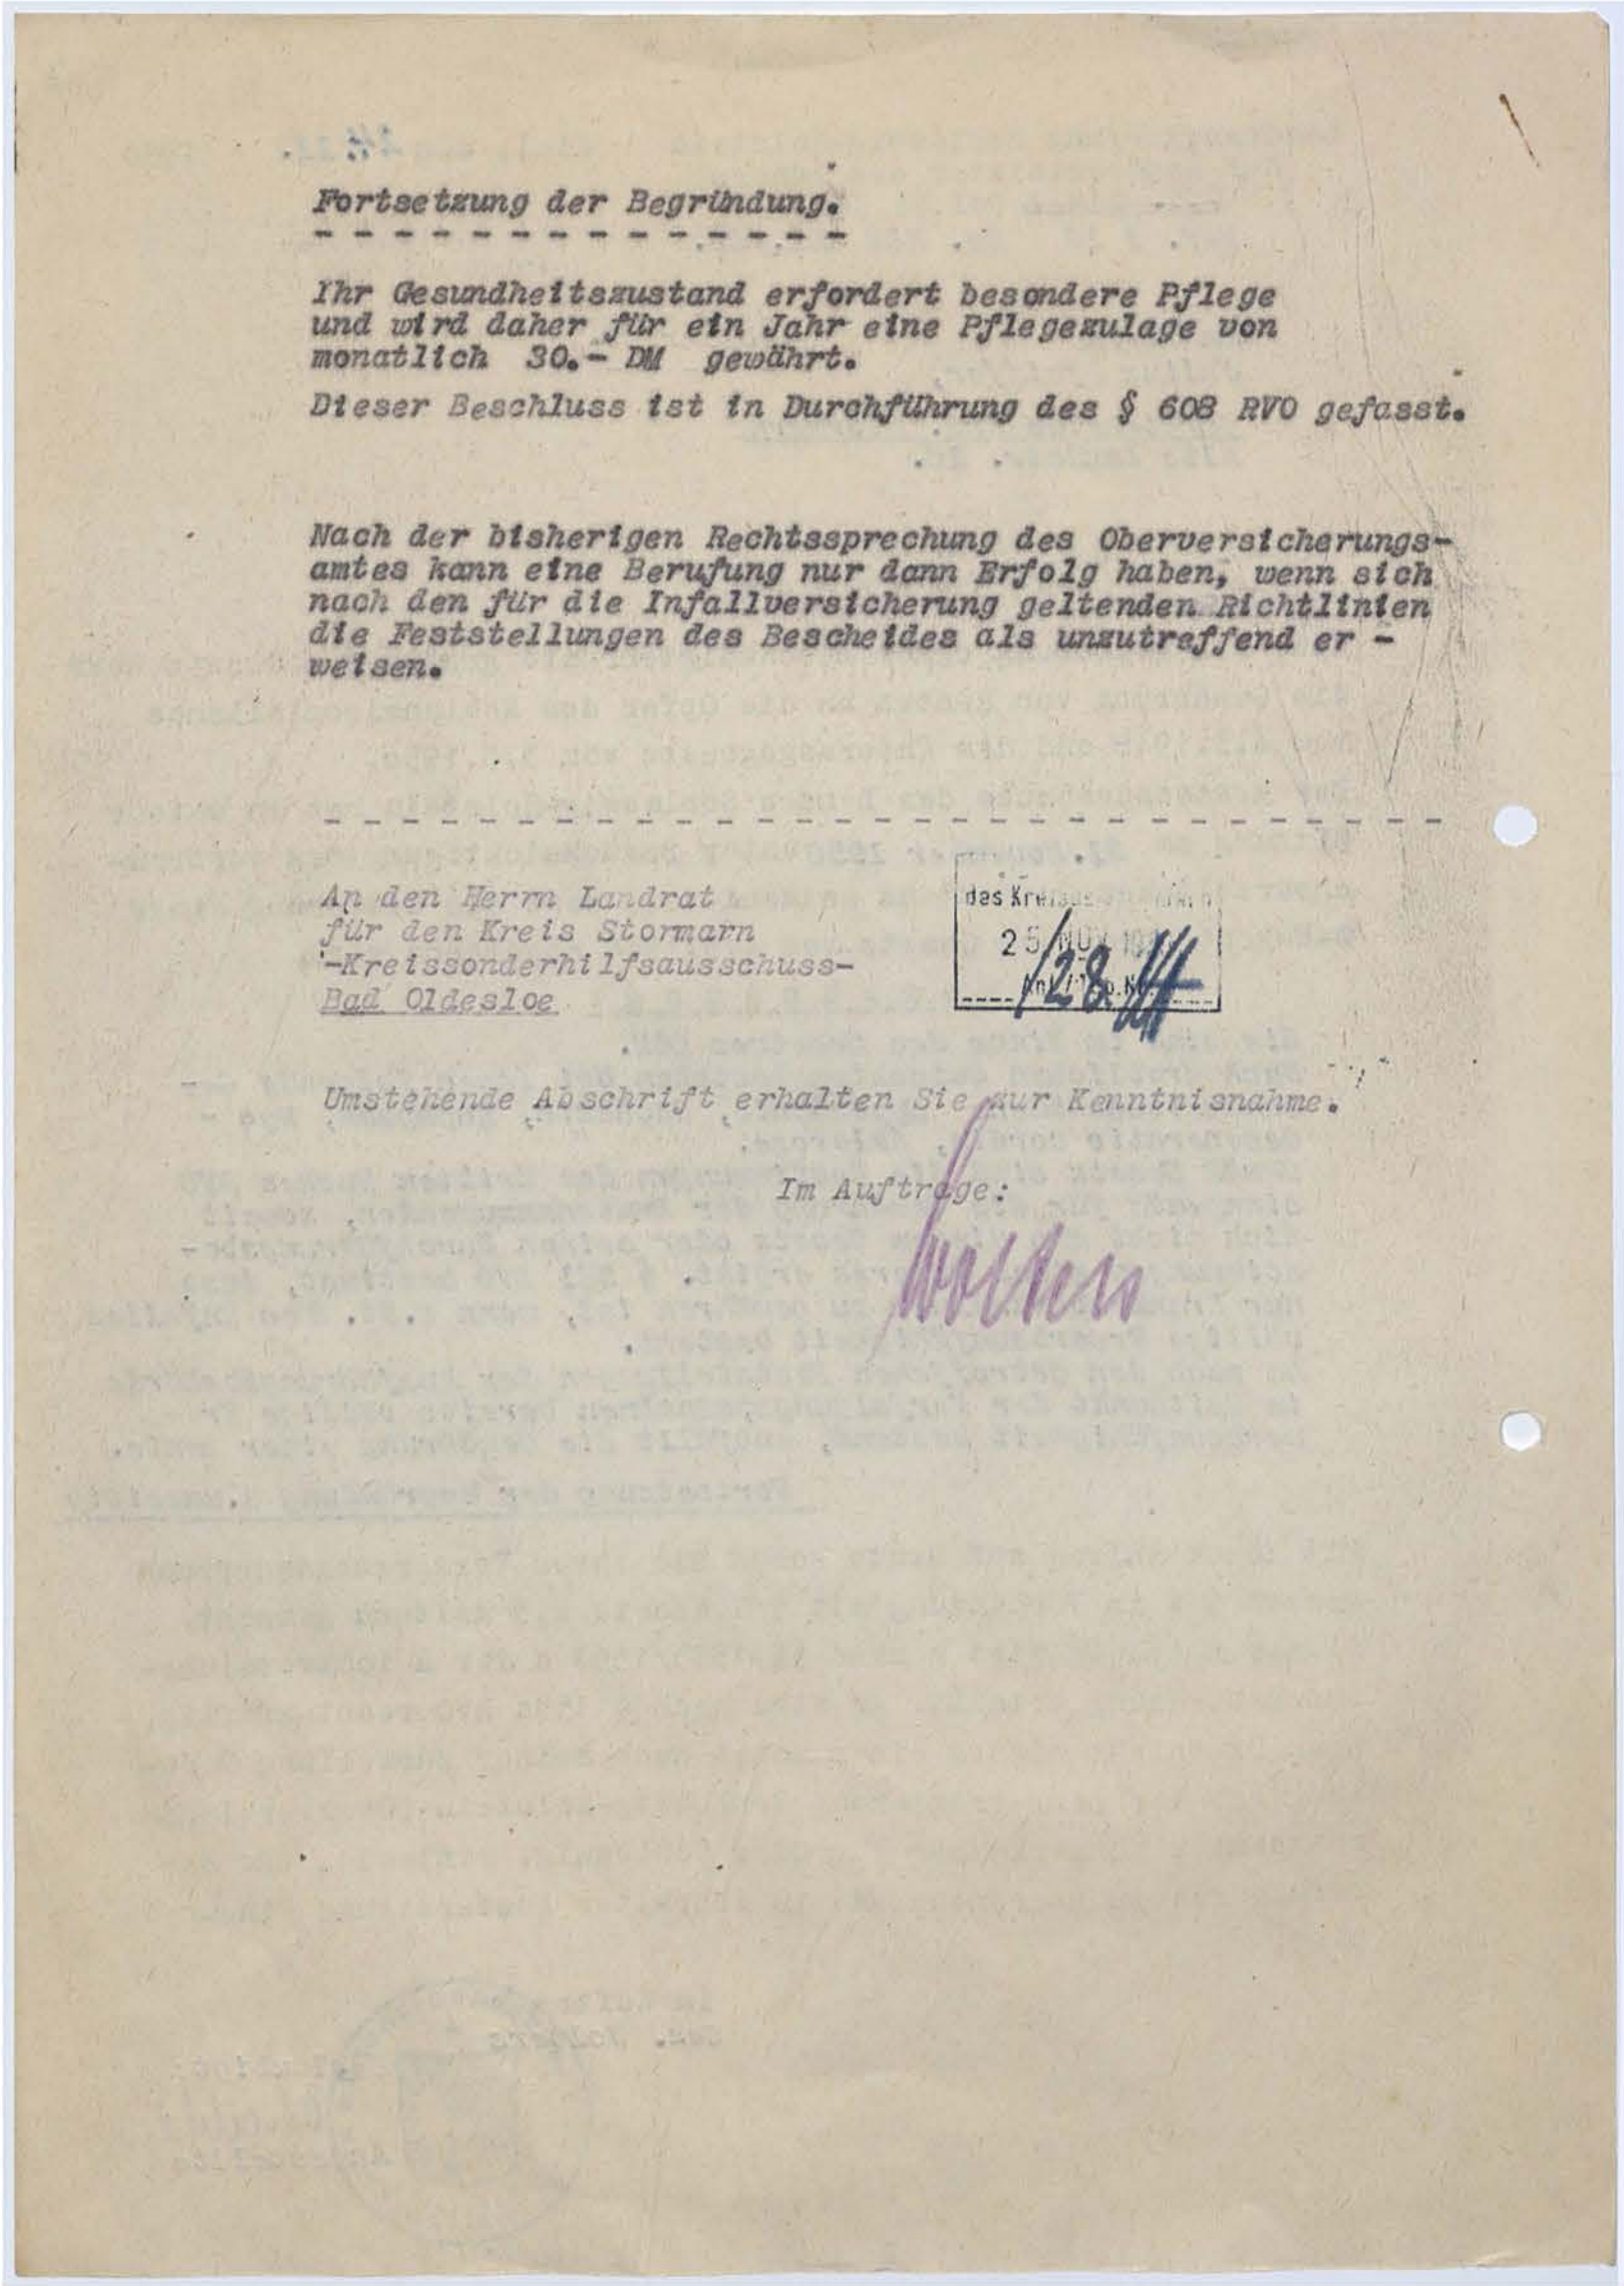 Fortsetzung der Begründung.
Ihr Gesundheitszustand erfordert besondere Pflege
und wird daher für ein Jahr eine Pflegezulage von
monatlich 30.- DM gewährt.
Dieser Beschluss ist in Durchführung des § 608 RVO gefasst.
Nach der bisherigen Rechtssprechung des Oberversicherungs-
amtes kann eine Berufung nur dann Erfolg haben, wenn sich
nach den für die Infallversicherung geltenden Richtlinien
die Feststellungen des Bescheides als unzutreffend er -
weisen.
An den Herrn Landrat
für den Kreis Stormarn
-Kreissonderhilfsausschuss-
Bad Oldesloe
des
25 NOV
Umstehende Abschrift erhalten Sie zur Kenntnisnahme.
Im Auftrage:
Wolters